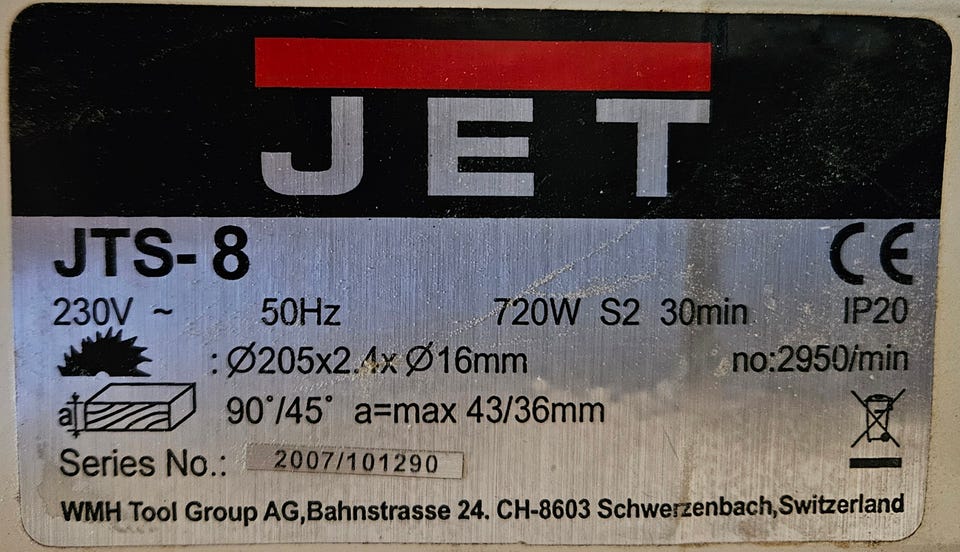 JET
JTS-8 CE
230V ~ 50Hz 720W S2 30min IP20
: Ø205x2.4x Ø16mm no:2950/min
a 90°/45° a=max 43/36mm
Series No.: 2007/101290
WMH Tool Group AG,Bahnstrasse 24. CH-8603 Schwerzenbach,Switzerland